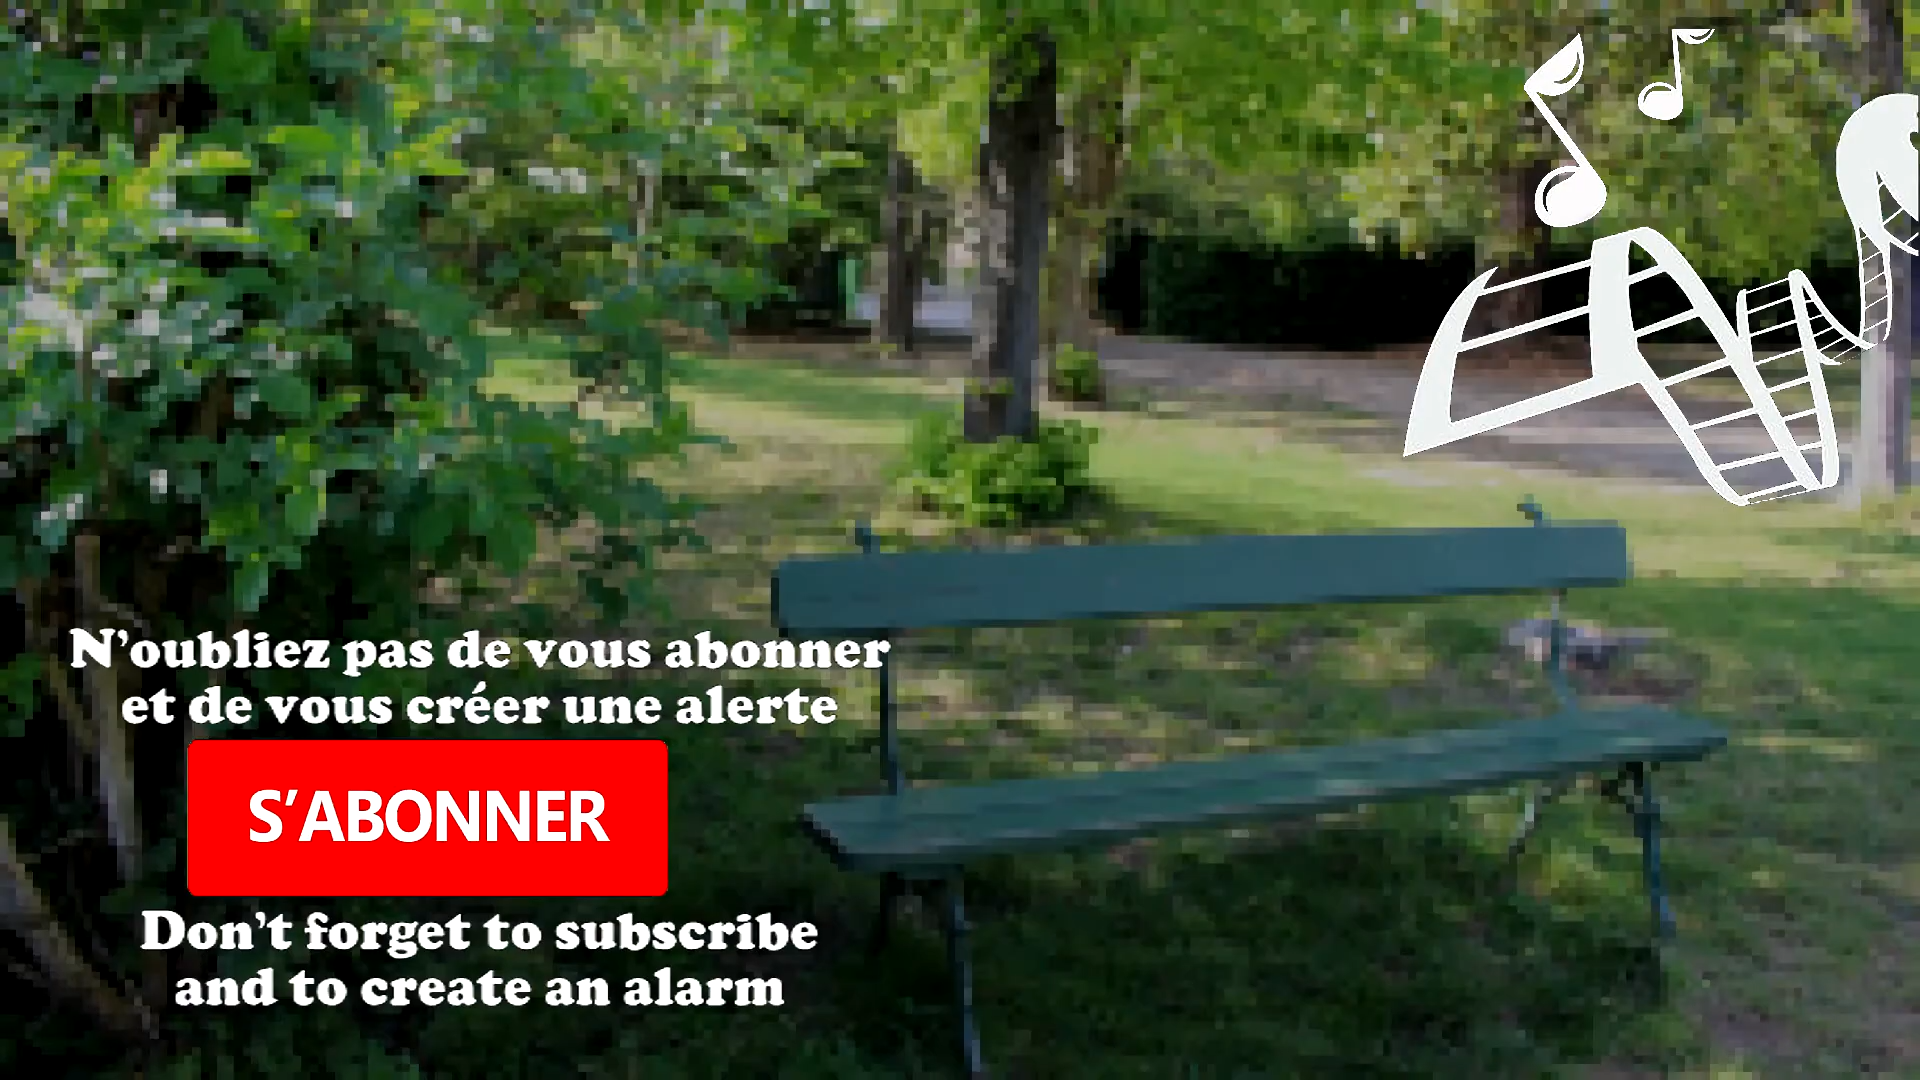 N’oubliez pas de vous abonner
et de vous créer une alerte
S’ABONNER
Don’t forget to subscribe
and to create an alarm